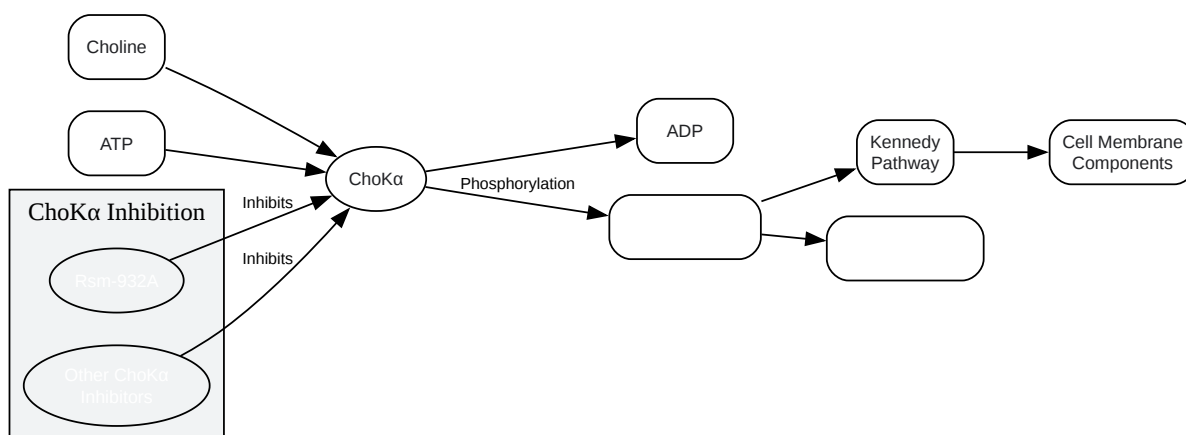 Choline
ATP
ChoKα Inhibition
Rsm-932A
Other ChoKα
Inhibitors
Inhibits
Inhibits
ChoKα
Phosphorylation
ADP
Kennedy
Pathway
Cell Membrane
Components